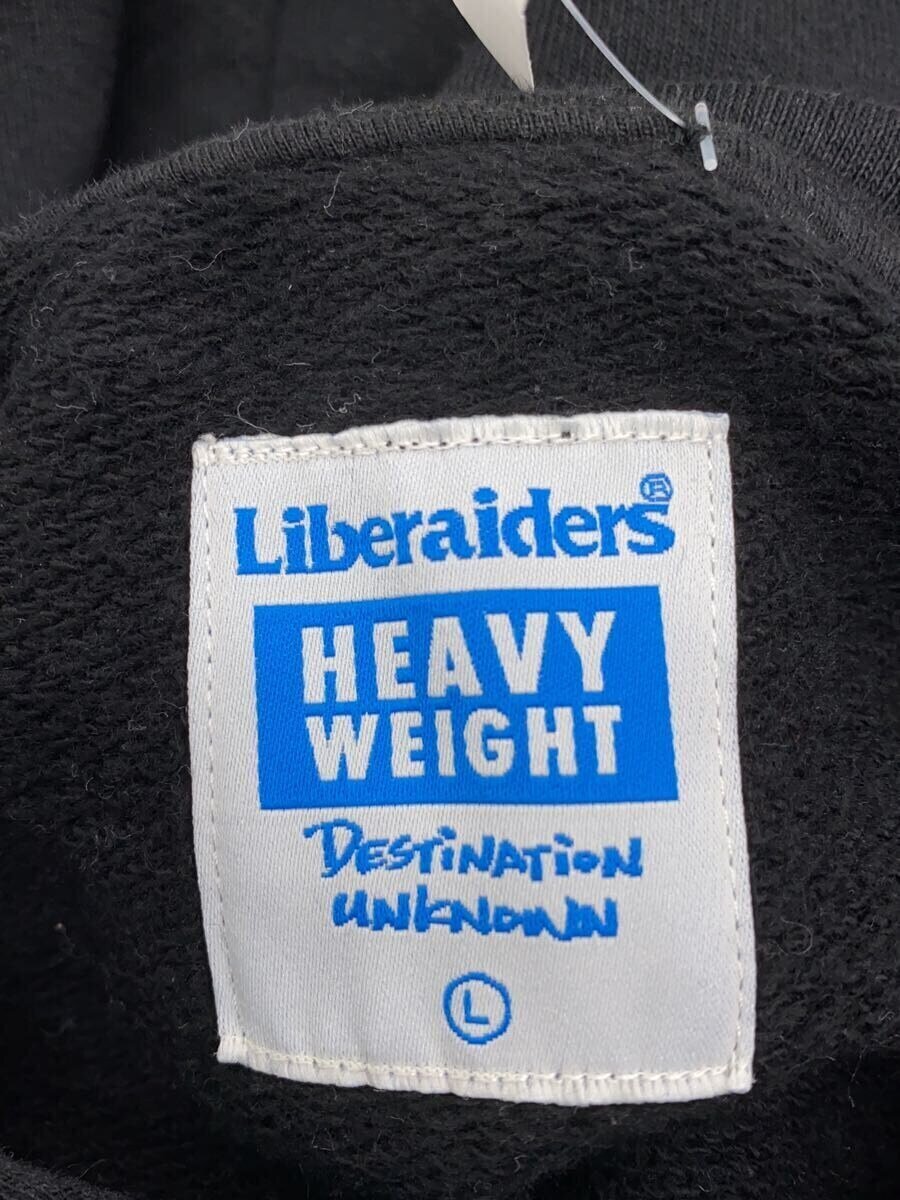 Liberaiders®
HEAVY
WEIGHT
DESTiNATiON
UNKNOWN
L